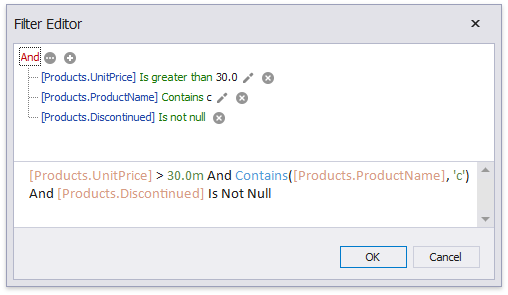 Filter Editor
And
[Products.UnitPrice] Is greater than 30.0
[Products.ProductName] Contains c
[Products.Discontinued] Is not null
[Products.UnitPrice] > 30.0m And Contains([Products.ProductName], 'c')
And [Products.Discontinued] Is Not Null
OK Cancel